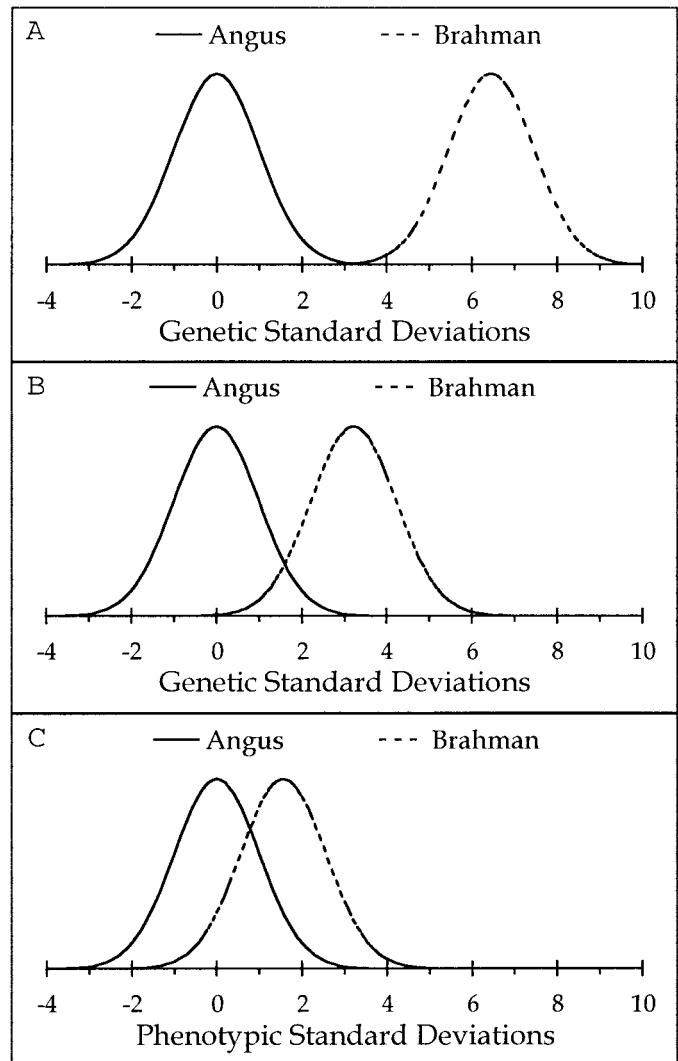 A
Angus Brahman
-4 -2 0 2 4 6 8 10
Genetic Standard Deviations
B
Angus Brahman
-4 -2 0 2 4 6 8 10
Genetic Standard Deviations
C
Angus Brahman
-4 -2 0 2 4 6 8 10
Phenotypic Standard Deviations